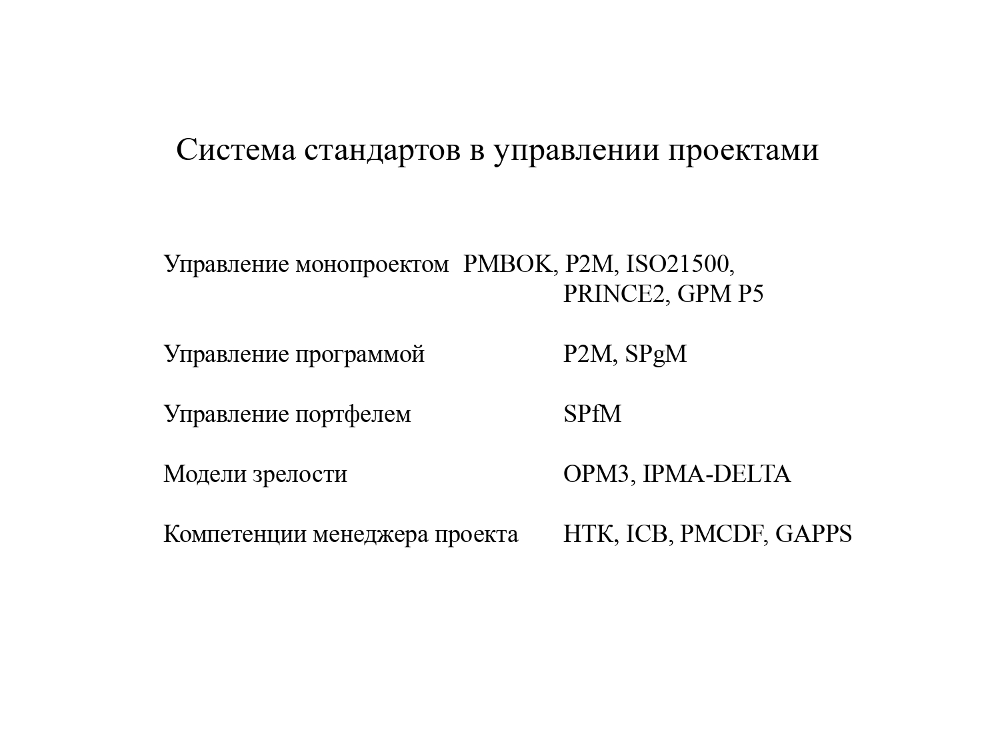 Система стандартов в управлении проектами
Управление монопроектом PMBOK, P2M, ISO21500,
PRINCE2, GPM P5
Управление программой P2M, SPgM
Управление портфелем SPfM
Модели зрелости OPM3, IPMA-DELTA
Компетенции менеджера проекта НТК, ICB, PMCDF, GAPPS